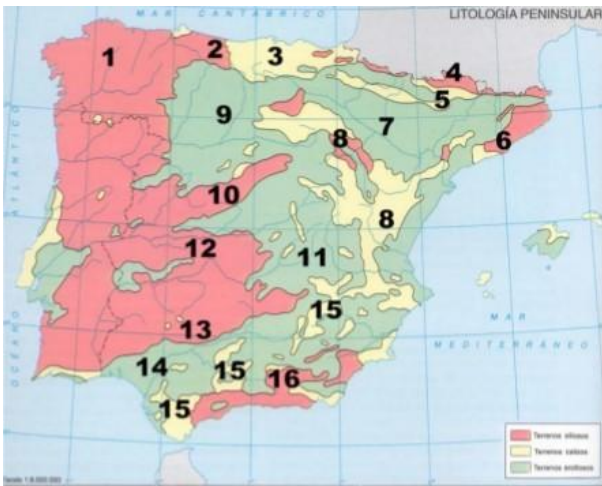 MAR CANTÁBRICO
LITOLOGÍA PENINSULAR
1
2
3
4
5
9
7
6
8
10
8
12
11
15
13
14
15
16
15
MAR
MEDITERRÁNEO
OCÉANO
ATLÁNTICO
Terrenos silíceos
Terrenos calizos
Terrenos arcillosos